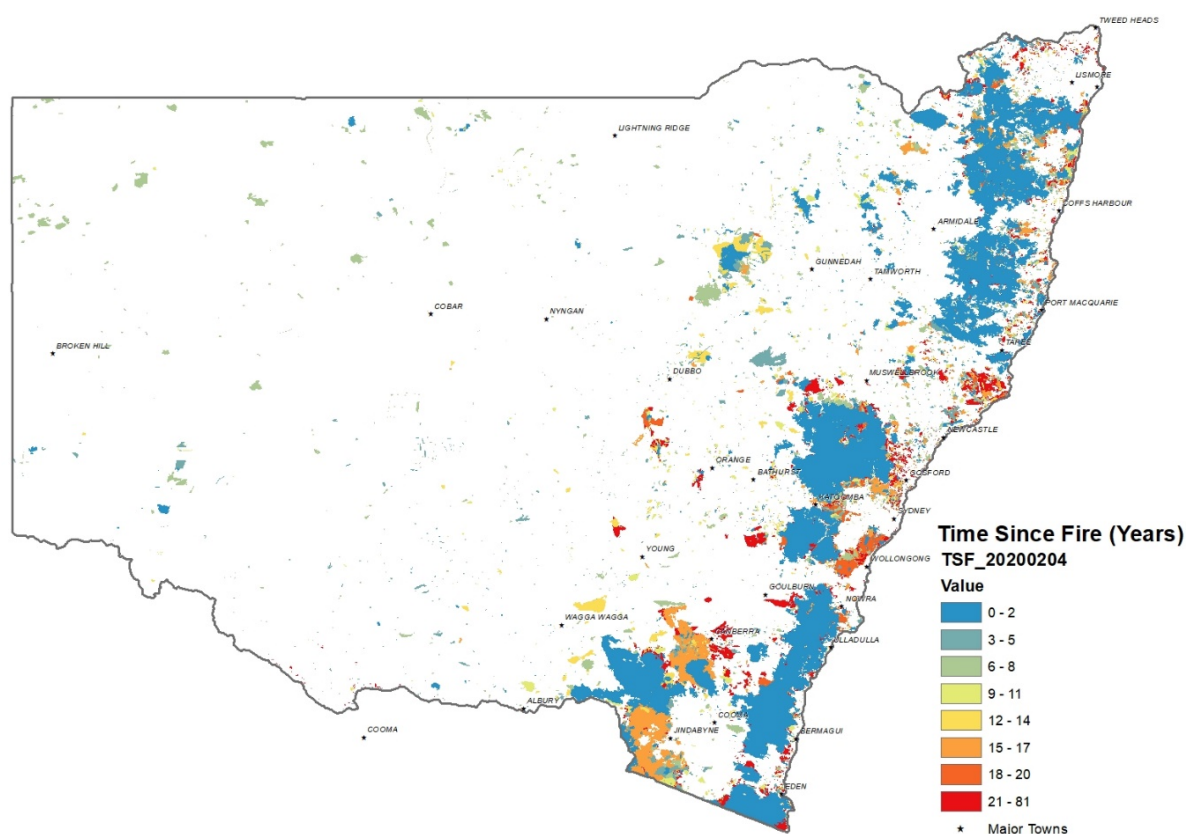 TWEED HEADS
LISMORE
LIGHTNING RIDGE
COFFS HARBOUR
ARMIDALE
GUNNEDAH
TAMWORTH
COBAR
NYNGAN
PORT MACQUARIE
BROKEN HILL
TAREE
DUBBO
MUSWELLBROOK
NEWCASTLE
ORANGE
BATHURST
GOSFORD
KATOOMBA
SYDNEY
Time Since Fire (Years)
TSF_20200204
Value
0 - 2
3 - 5
6 - 8
9 - 11
12 - 14
15 - 17
18 - 20
21 - 81
Major Towns
YOUNG
WOLLONGONG
GOULBURN
NOWRA
WAGGA WAGGA
CANBERRA
ULLADULLA
ALBURY
COOMA
COOMA
JINDABYNE
BERMAGUI
EDEN